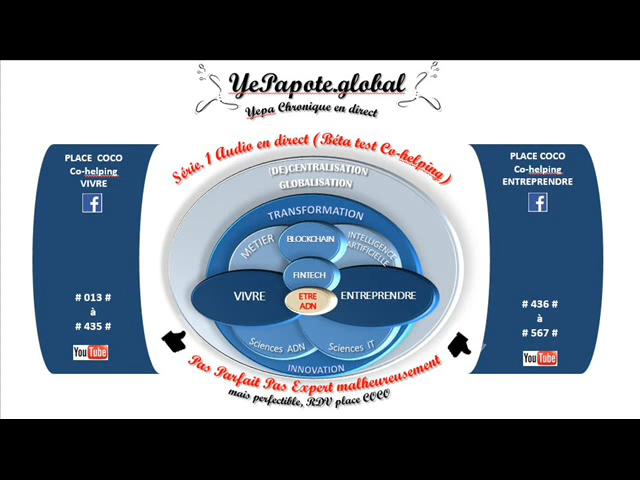 YePapote.global
Yepa Chronique en direct
Série, 1 Audio en direct (Béta test Co-helping)
PLACE COCO
Co-helping
VIVRE
# 013 #
à
# 435 #
YouTube
(DE)CENTRALISATION
GLOBALISATION
TRANSFORMATION
METIER
BLOCKCHAIN
INTELLIGENCE
ARTIFICIELLE
FINTECH
VIVRE
ETRE
ADN
ENTREPRENDRE
Sciences ADN
Sciences IT
INNOVATION
PLACE COCO
Co-helping
ENTREPRENDRE
# 436 #
à
# 567 #
YouTube
Pas Parfait Pas Expert malheureusement
mais perfectible, RDV place COCO